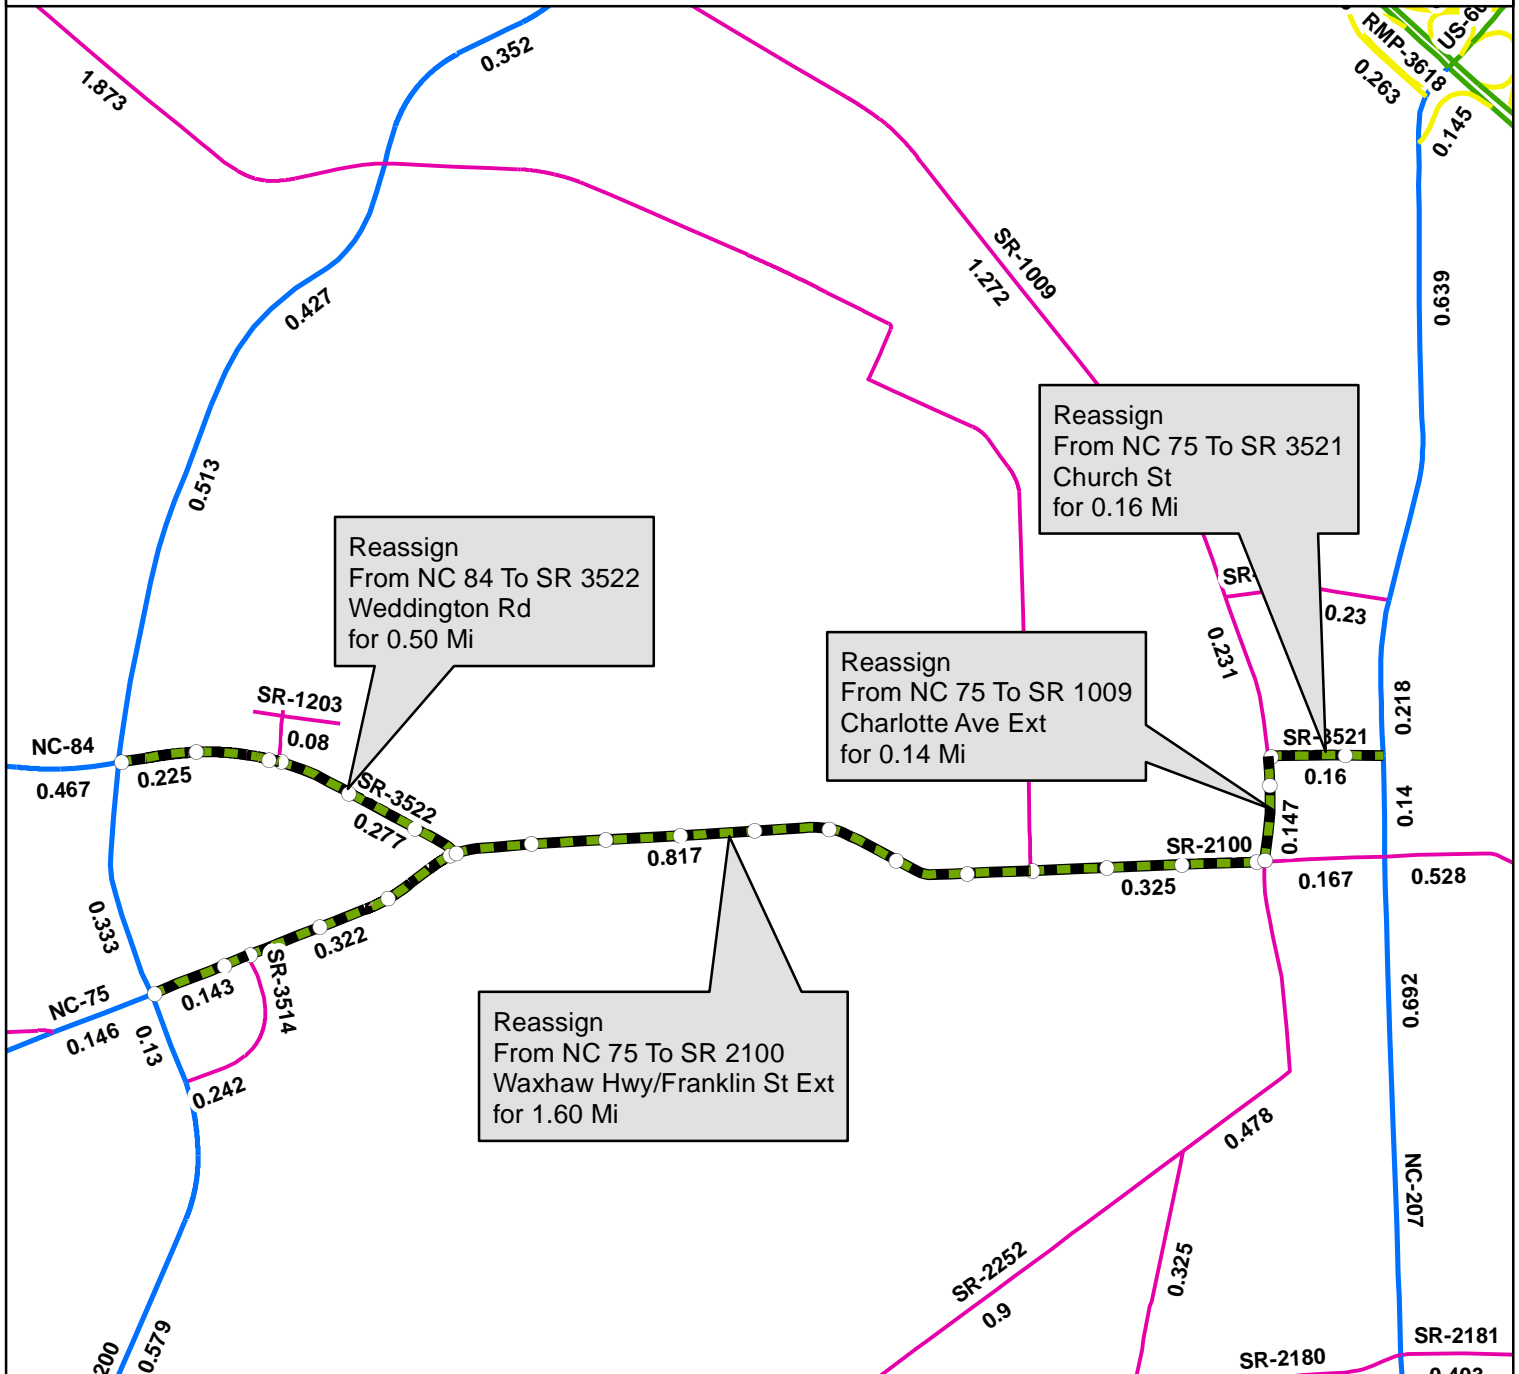 0.352
1.873
RMP-3618
0.263
0.145
SR-1009
1.272
0.427
0.639
Reassign
From NC 75 To SR 3521
Church St
for 0.16 Mi
0.513
Reassign
From NC 84 To SR 3522
Weddington Rd
for 0.50 Mi
0.23
0.231
Reassign
From NC 75 To SR 1009
Charlotte Ave Ext
for 0.14 Mi
SR-1203
0.08
0.218
SR-3521
0.16
NC-84
0.467
0.225
SR-3522
0.277
0.14
0.147
SR-2100
0.817
0.325
0.167
0.528
0.333
0.322
SR-3514
0.143
NC-75
0.146
0.13
0.242
0.692
Reassign
From NC 75 To SR 2100
Waxhaw Hwy/Franklin St Ext
for 1.60 Mi
0.478
NC-207
SR-2252
0.9
0.325
200
0.579
SR-2180
SR-2181